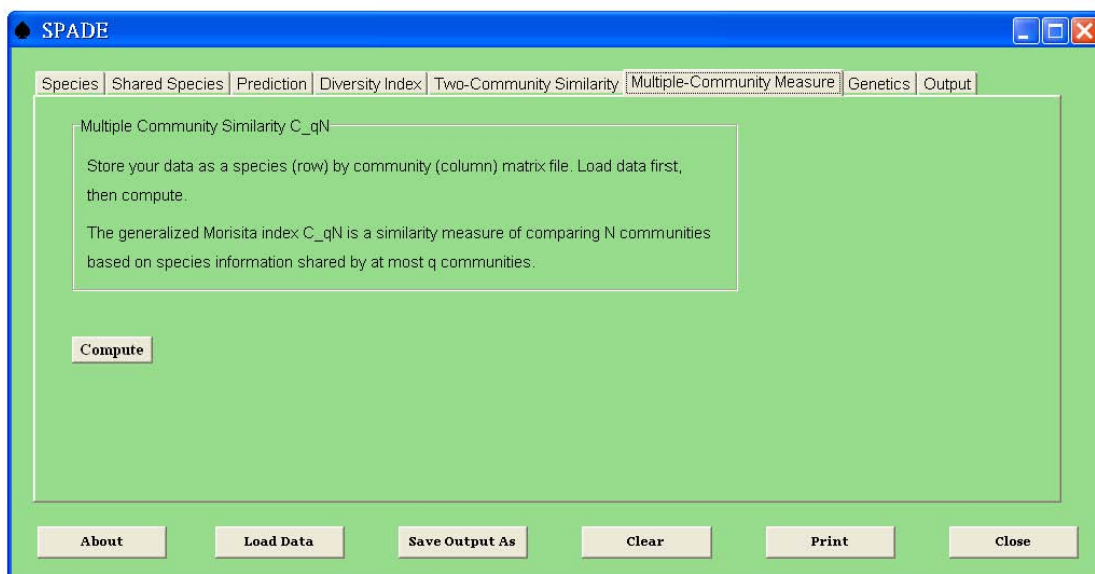 SPADE
Species Shared Species Prediction Diversity Index Two-Community Similarity Multiple-Community Measure Genetics Output
Multiple Community Similarity C_qN
Store your data as a species (row) by community (column) matrix file. Load data first,
then compute.
The generalized Morisita index C_qN is a similarity measure of comparing N communities
based on species information shared by at most q communities.
Compute
About Load Data Save Output As Clear Print Close